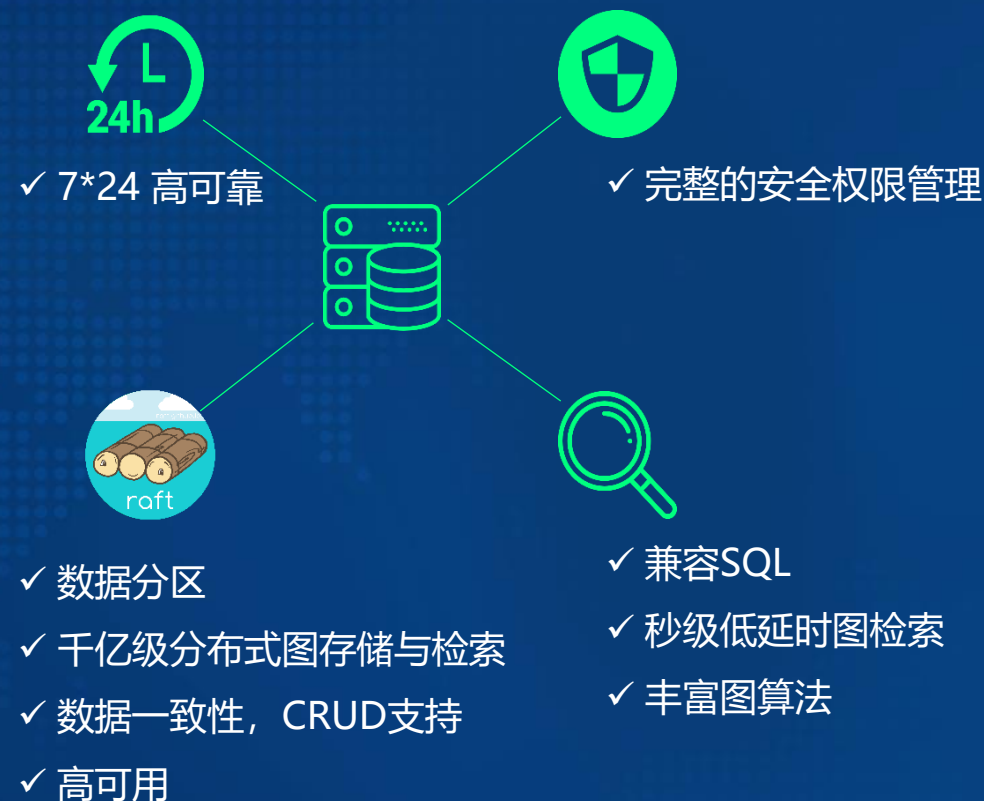 L
24h
✓ 7*24 高可靠
✓ 完整的安全权限管理
raft
✓ 数据分区
✓ 千亿级分布式图存储与检索
✓ 数据一致性，CRUD支持
✓ 高可用
✓ 兼容SQL
✓ 秒级低延时图检索
✓ 丰富图算法